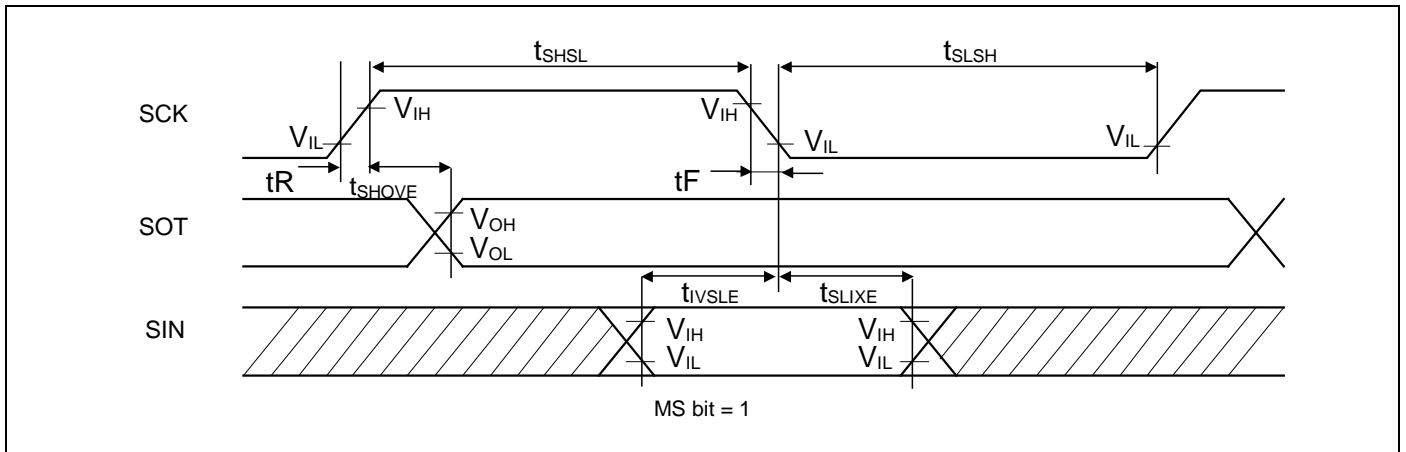 tSHSL
tSLSH
SCK
VIH
VIH
VIL
VIL
VIL
tR
tSHOVE
tF
SOT
VOH
VOL
tIVSLE
tSLIXE
SIN
VIH
VIH
VIL
VIL
MS bit = 1